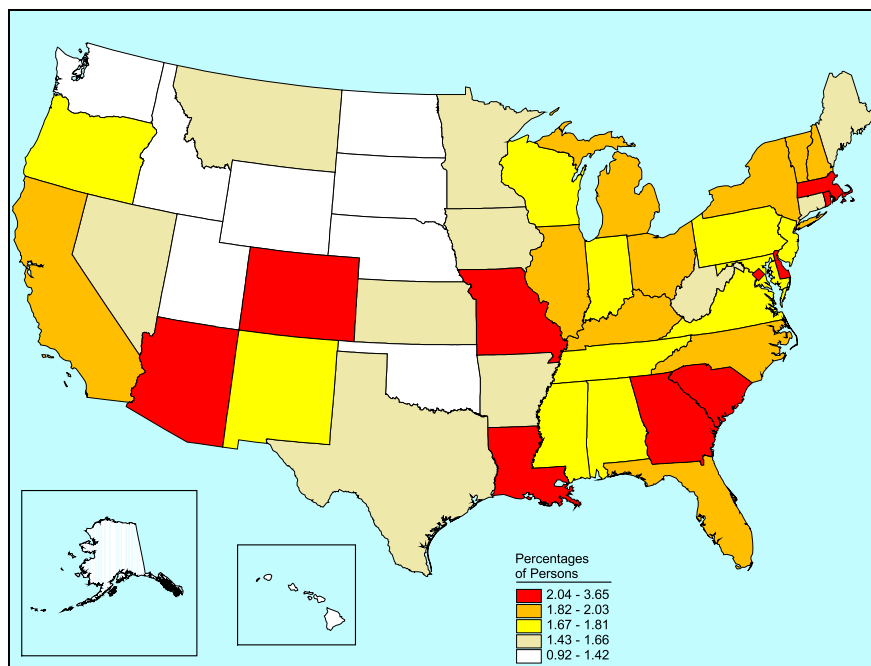 Percentages
of Persons
2.04 - 3.65
1.82 - 2.03
1.67 - 1.81
1.43 - 1.66
0.92 - 1.42